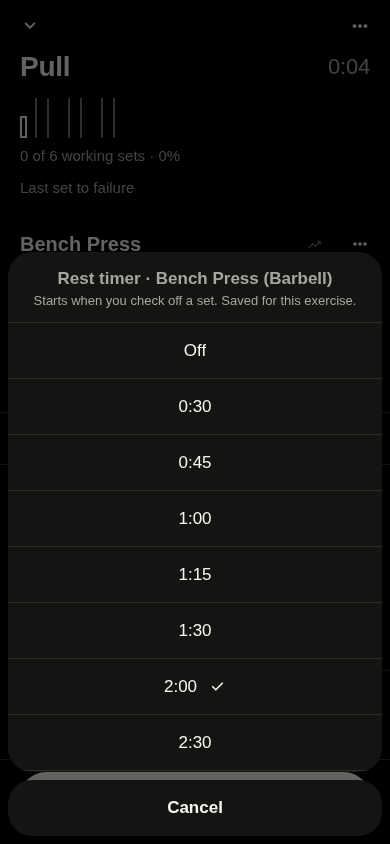 Pull
0:04
0 of 6 working sets · 0%
Last set to failure
Bench Press
Rest timer · Bench Press (Barbell)
Starts when you check off a set. Saved for this exercise.
Off
0:30
0:45
1:00
1:15
1:30
2:00
2:30
Cancel